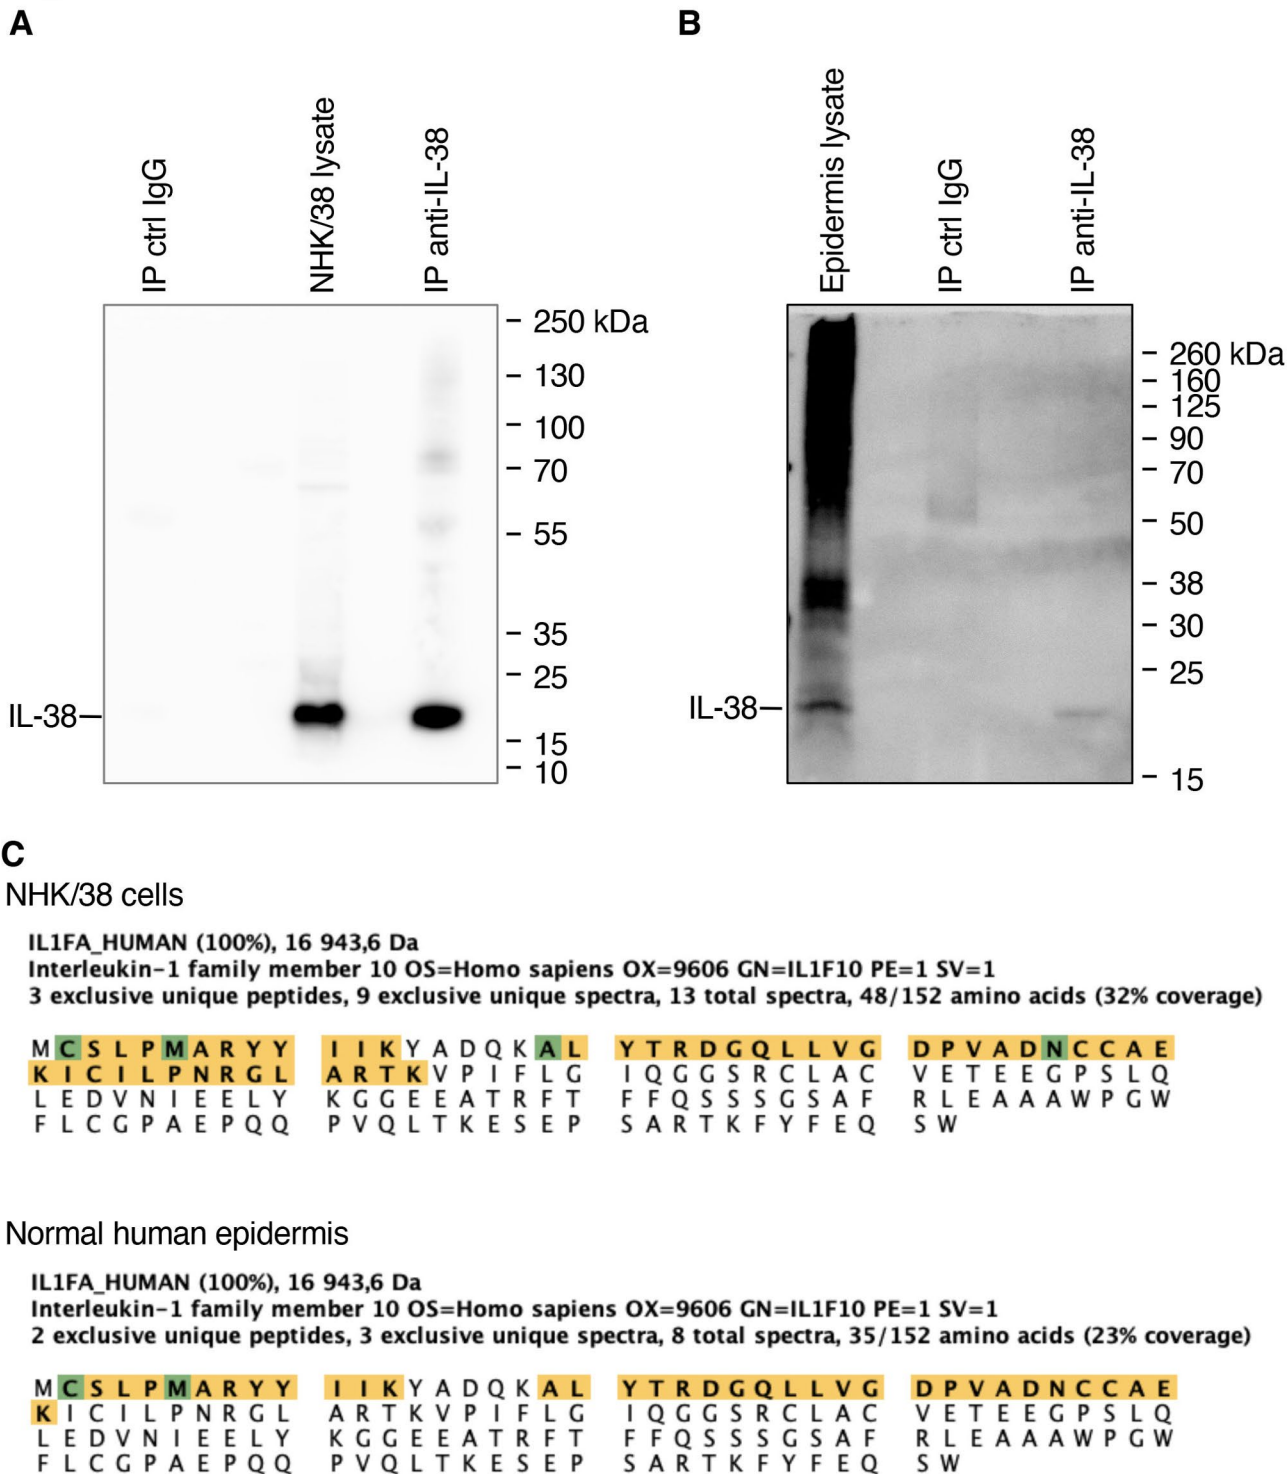 A
IP ctrl IgG
NHK/38 lysate
IP anti-IL-38
250 kDa
130
100
70
55
35
25
15
10
IL-38
B
Epidermis lysate
IP ctrl IgG
IP anti-IL-38
260 kDa
160
125
90
70
50
38
30
25
15
IL-38
C
NHK/38 cells
IL1FA_HUMAN (100%), 16 943,6 Da
Interleukin-1 family member 10 OS=Homo sapiens OX=9606 GN=IL1F10 PE=1 SV=1
3 exclusive unique peptides, 9 exclusive unique spectra, 13 total spectra, 48/152 amino acids (32% coverage)
M C S L P M A R Y Y I I K Y A D Q K A L Y T R D G Q L L V G D P V A D N C C A E
K I C I L P N R G L A R T K V P I F L G I Q G G S R C L A C V E T E E G P S L Q
L E D V N I E E L Y K G G E E A T R F T F F Q S S S G S A F R L E A A A W P G W
F L C G P A E P Q Q P V Q L T K E S E P S A R T K F Y F E Q S W
Normal human epidermis
IL1FA_HUMAN (100%), 16 943,6 Da
Interleukin-1 family member 10 OS=Homo sapiens OX=9606 GN=IL1F10 PE=1 SV=1
2 exclusive unique peptides, 3 exclusive unique spectra, 8 total spectra, 35/152 amino acids (23% coverage)
M C S L P M A R Y Y I I K Y A D Q K A L Y T R D G Q L L V G D P V A D N C C A E
K I C I L P N R G L A R T K V P I F L G I Q G G S R C L A C V E T E E G P S L Q
L E D V N I E E L Y K G G E E A T R F T F F Q S S S G S A F R L E A A A W P G W
F L C G P A E P Q Q P V Q L T K E S E P S A R T K F Y F E Q S W